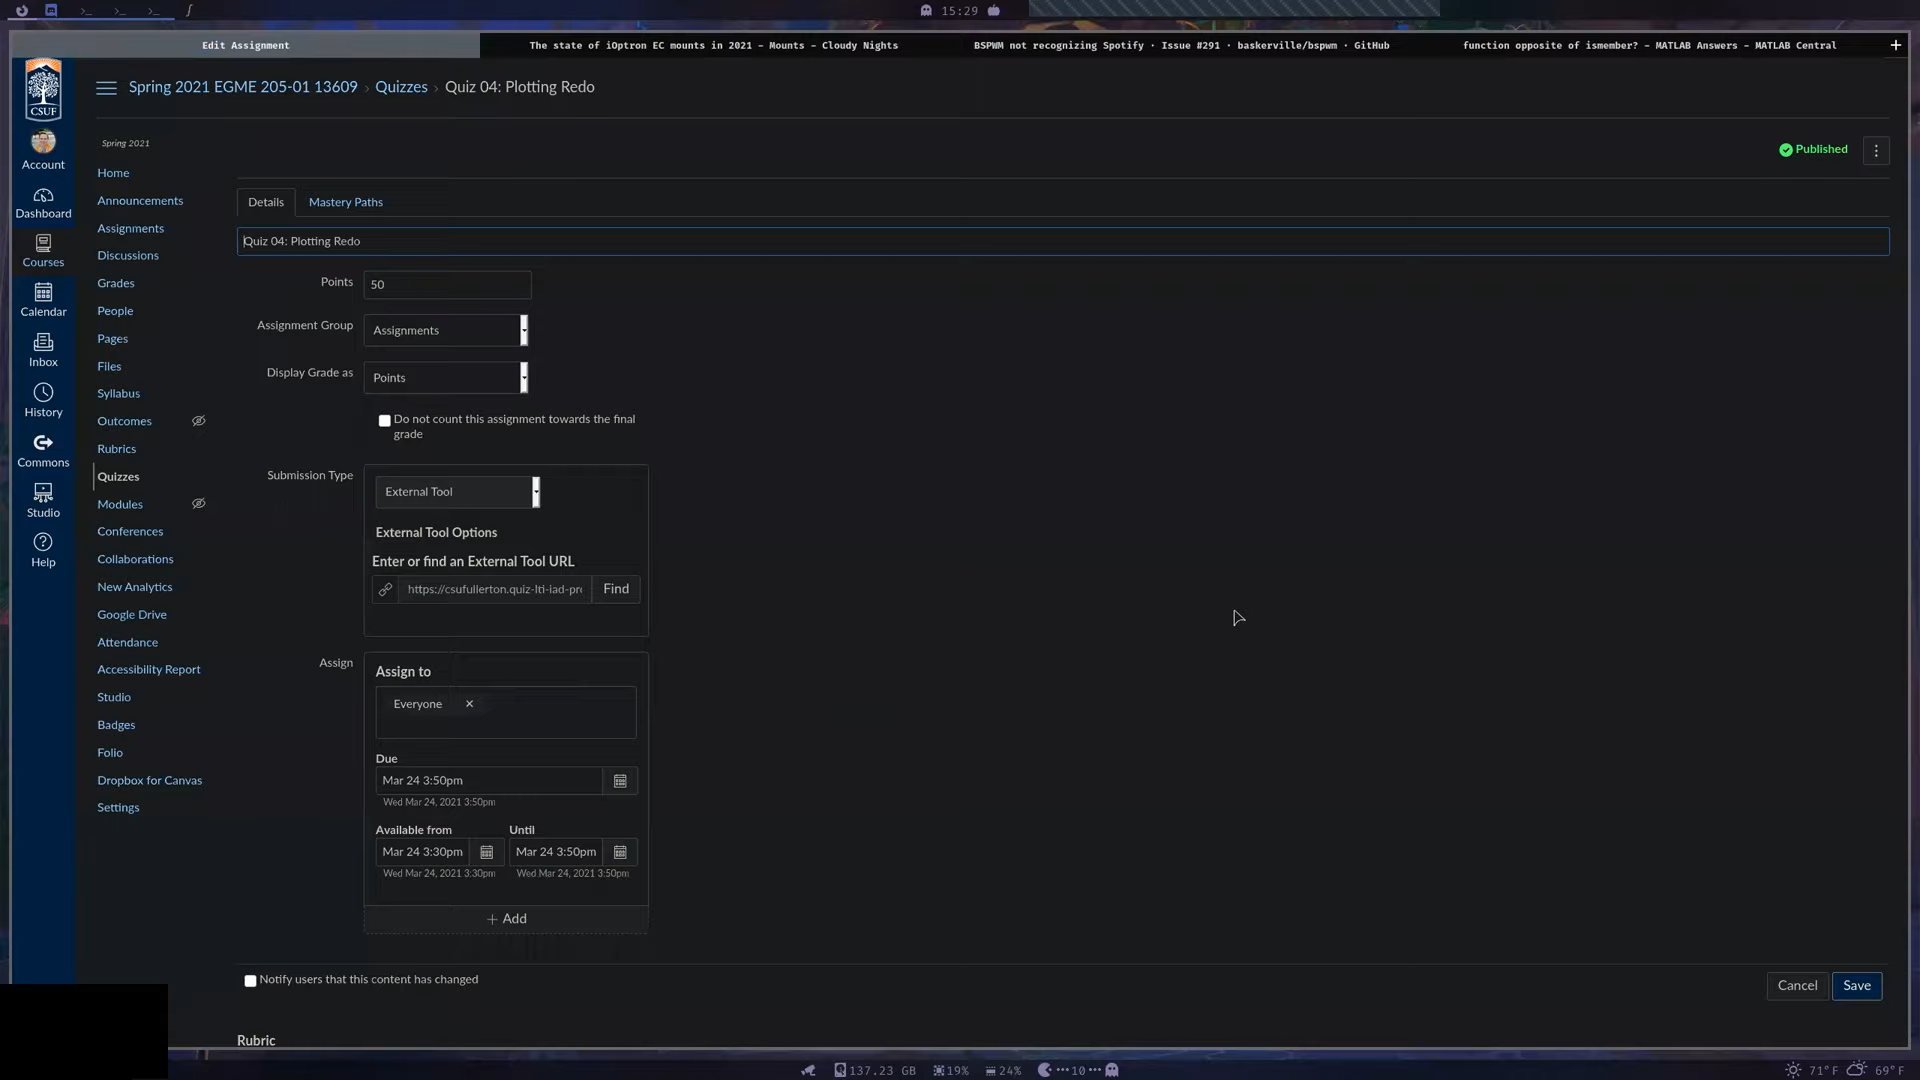 15:29
Edit Assignment
The state of iOptron EC mounts in 2021 – Mounts – Cloudy Nights
BSPWM not recognizing Spotify · Issue #291 · baskerville/bspwm · GitHub
function opposite of ismember? – MATLAB Answers – MATLAB Central
+
CSUF
Spring 2021 EGME 205-01 13609 › Quizzes › Quiz 04: Plotting Redo
Spring 2021
Published
Account
Dashboard
Courses
Calendar
Inbox
History
Commons
Studio
Help
Home
Announcements
Assignments
Discussions
Grades
People
Pages
Files
Syllabus
Outcomes
Rubrics
Quizzes
Modules
Conferences
Collaborations
New Analytics
Google Drive
Attendance
Accessibility Report
Studio
Badges
Folio
Dropbox for Canvas
Settings
Details
Mastery Paths
Quiz 04: Plotting Redo
Points
50
Assignment Group
Assignments
Display Grade as
Points
Do not count this assignment towards the final
grade
Submission Type
External Tool
External Tool Options
Enter or find an External Tool URL
https://csufullerton.quiz-lti-iad-pro
Find
Assign
Assign to
Everyone ×
Due
Mar 24 3:50pm
Wed Mar 24, 2021 3:50pm
Available from
Until
Mar 24 3:30pm
Mar 24 3:50pm
Wed Mar 24, 2021 3:30pm
Wed Mar 24, 2021 3:50pm
+ Add
Notify users that this content has changed
Cancel
Save
Rubric
137.23 GB
19%
24%
10
71°F
69°F